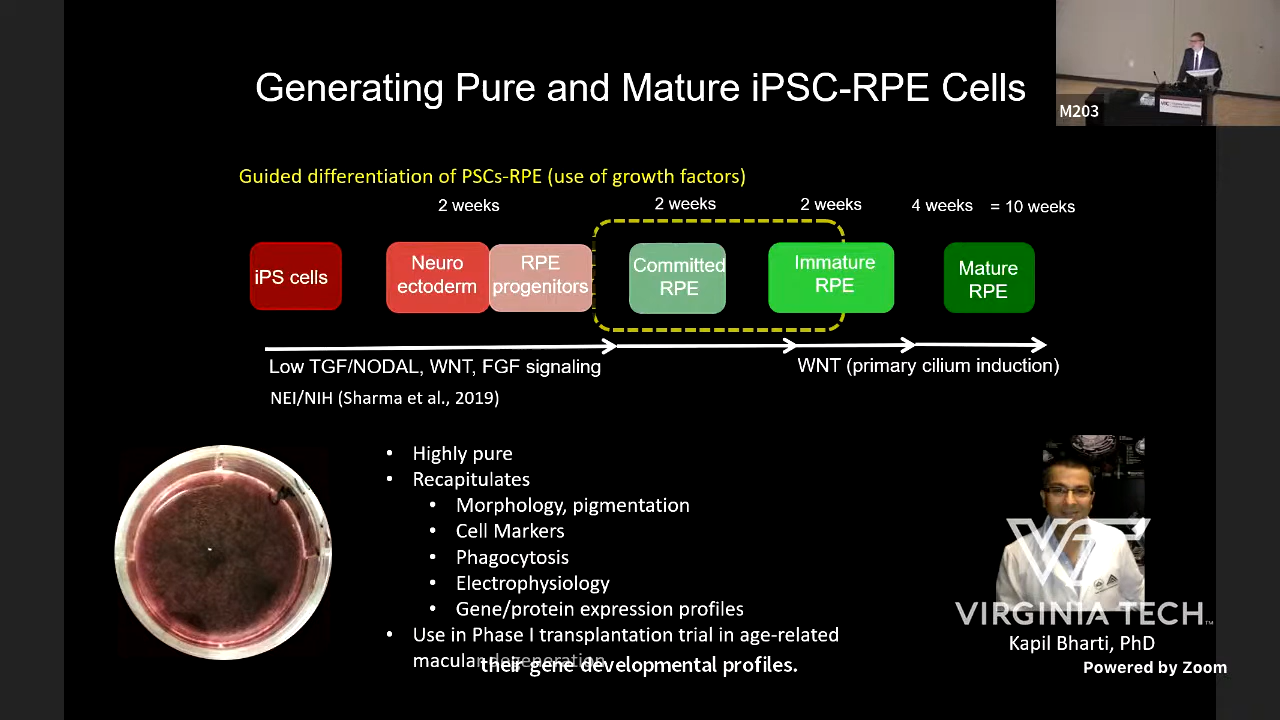 Generating Pure and Mature iPSC-RPE Cells
M203
Guided differentiation of PSCs-RPE (use of growth factors)
2 weeks
2 weeks
2 weeks
4 weeks
= 10 weeks
iPS cells
Neuro
ectoderm
RPE
progenitors
Committed
RPE
Immature
RPE
Mature
RPE
Low TGF/NODAL, WNT, FGF signaling
WNT (primary cilium induction)
NEI/NIH (Sharma et al., 2019)
• Highly pure
• Recapitulates
• Morphology, pigmentation
• Cell Markers
• Phagocytosis
• Electrophysiology
• Gene/protein expression profiles
• Use in Phase I transplantation trial in age-related
macular degeneration
their gene developmental profiles.
VT
VIRGINIA TECH™
Kapil Bharti, PhD
Powered by Zoom